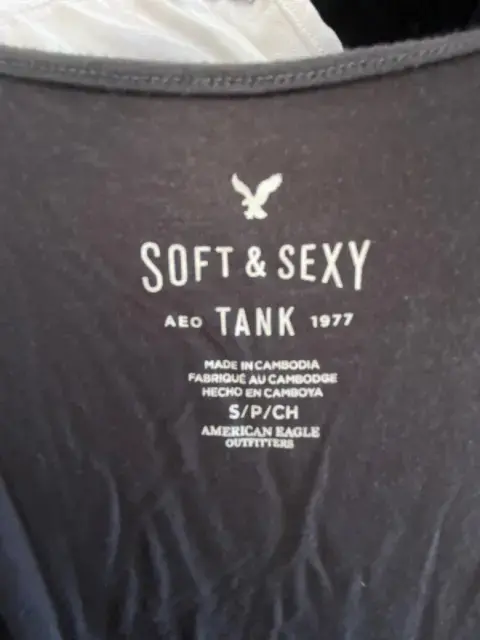 SOFT & SEXY
AEO TANK 1977
MADE IN CAMBODIA
FABRIQUÉ AU CAMBODGE
HECHO EN CAMBOYA
S/P/CH
AMERICAN EAGLE
OUTFITTERS